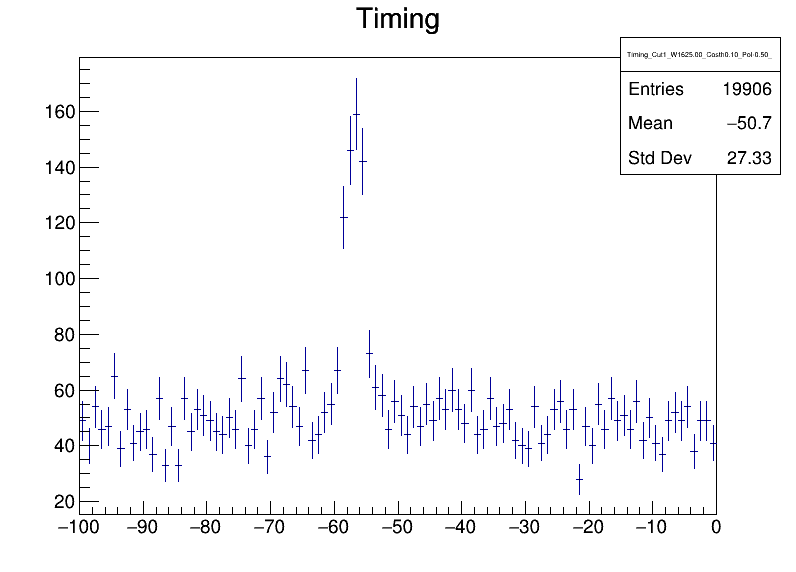 Timing
Timing_Cut1_W1625.00_Costh0.10_Pol-0.50_
Entries 19906
Mean −50.7
Std Dev 27.33
160
140
120
100
80
60
40
20
−100 −90 −80 −70 −60 −50 −40 −30 −20 −10 0